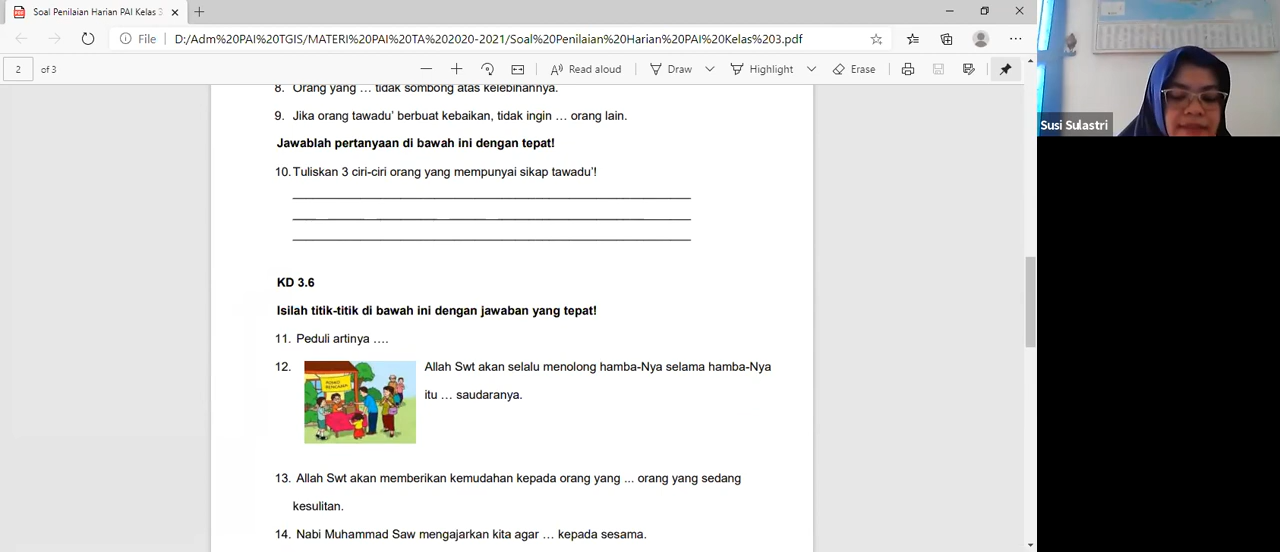 Soal Penilaian Harian PAI Kelas 3
File D:/Adm%20PAI%20TGIS/MATERI%20PAI%20TA%202020-2021/Soal%20Penilaian%20Harian%20PAI%20Kelas%203.pdf
2 of 3 Read aloud Draw Highlight Erase
8. Orang yang … tidak sombong atas kelebihannya.
9. Jika orang tawadu’ berbuat kebaikan, tidak ingin … orang lain.
Jawablah pertanyaan di bawah ini dengan tepat!
10. Tuliskan 3 ciri-ciri orang yang mempunyai sikap tawadu’!
KD 3.6
Isilah titik-titik di bawah ini dengan jawaban yang tepat!
11. Peduli artinya ….
12. Allah Swt akan selalu menolong hamba-Nya selama hamba-Nya
itu … saudaranya.
POSKO
BENCANA
13. Allah Swt akan memberikan kemudahan kepada orang yang ... orang yang sedang
kesulitan.
14. Nabi Muhammad Saw mengajarkan kita agar … kepada sesama.
Susi Sulastri